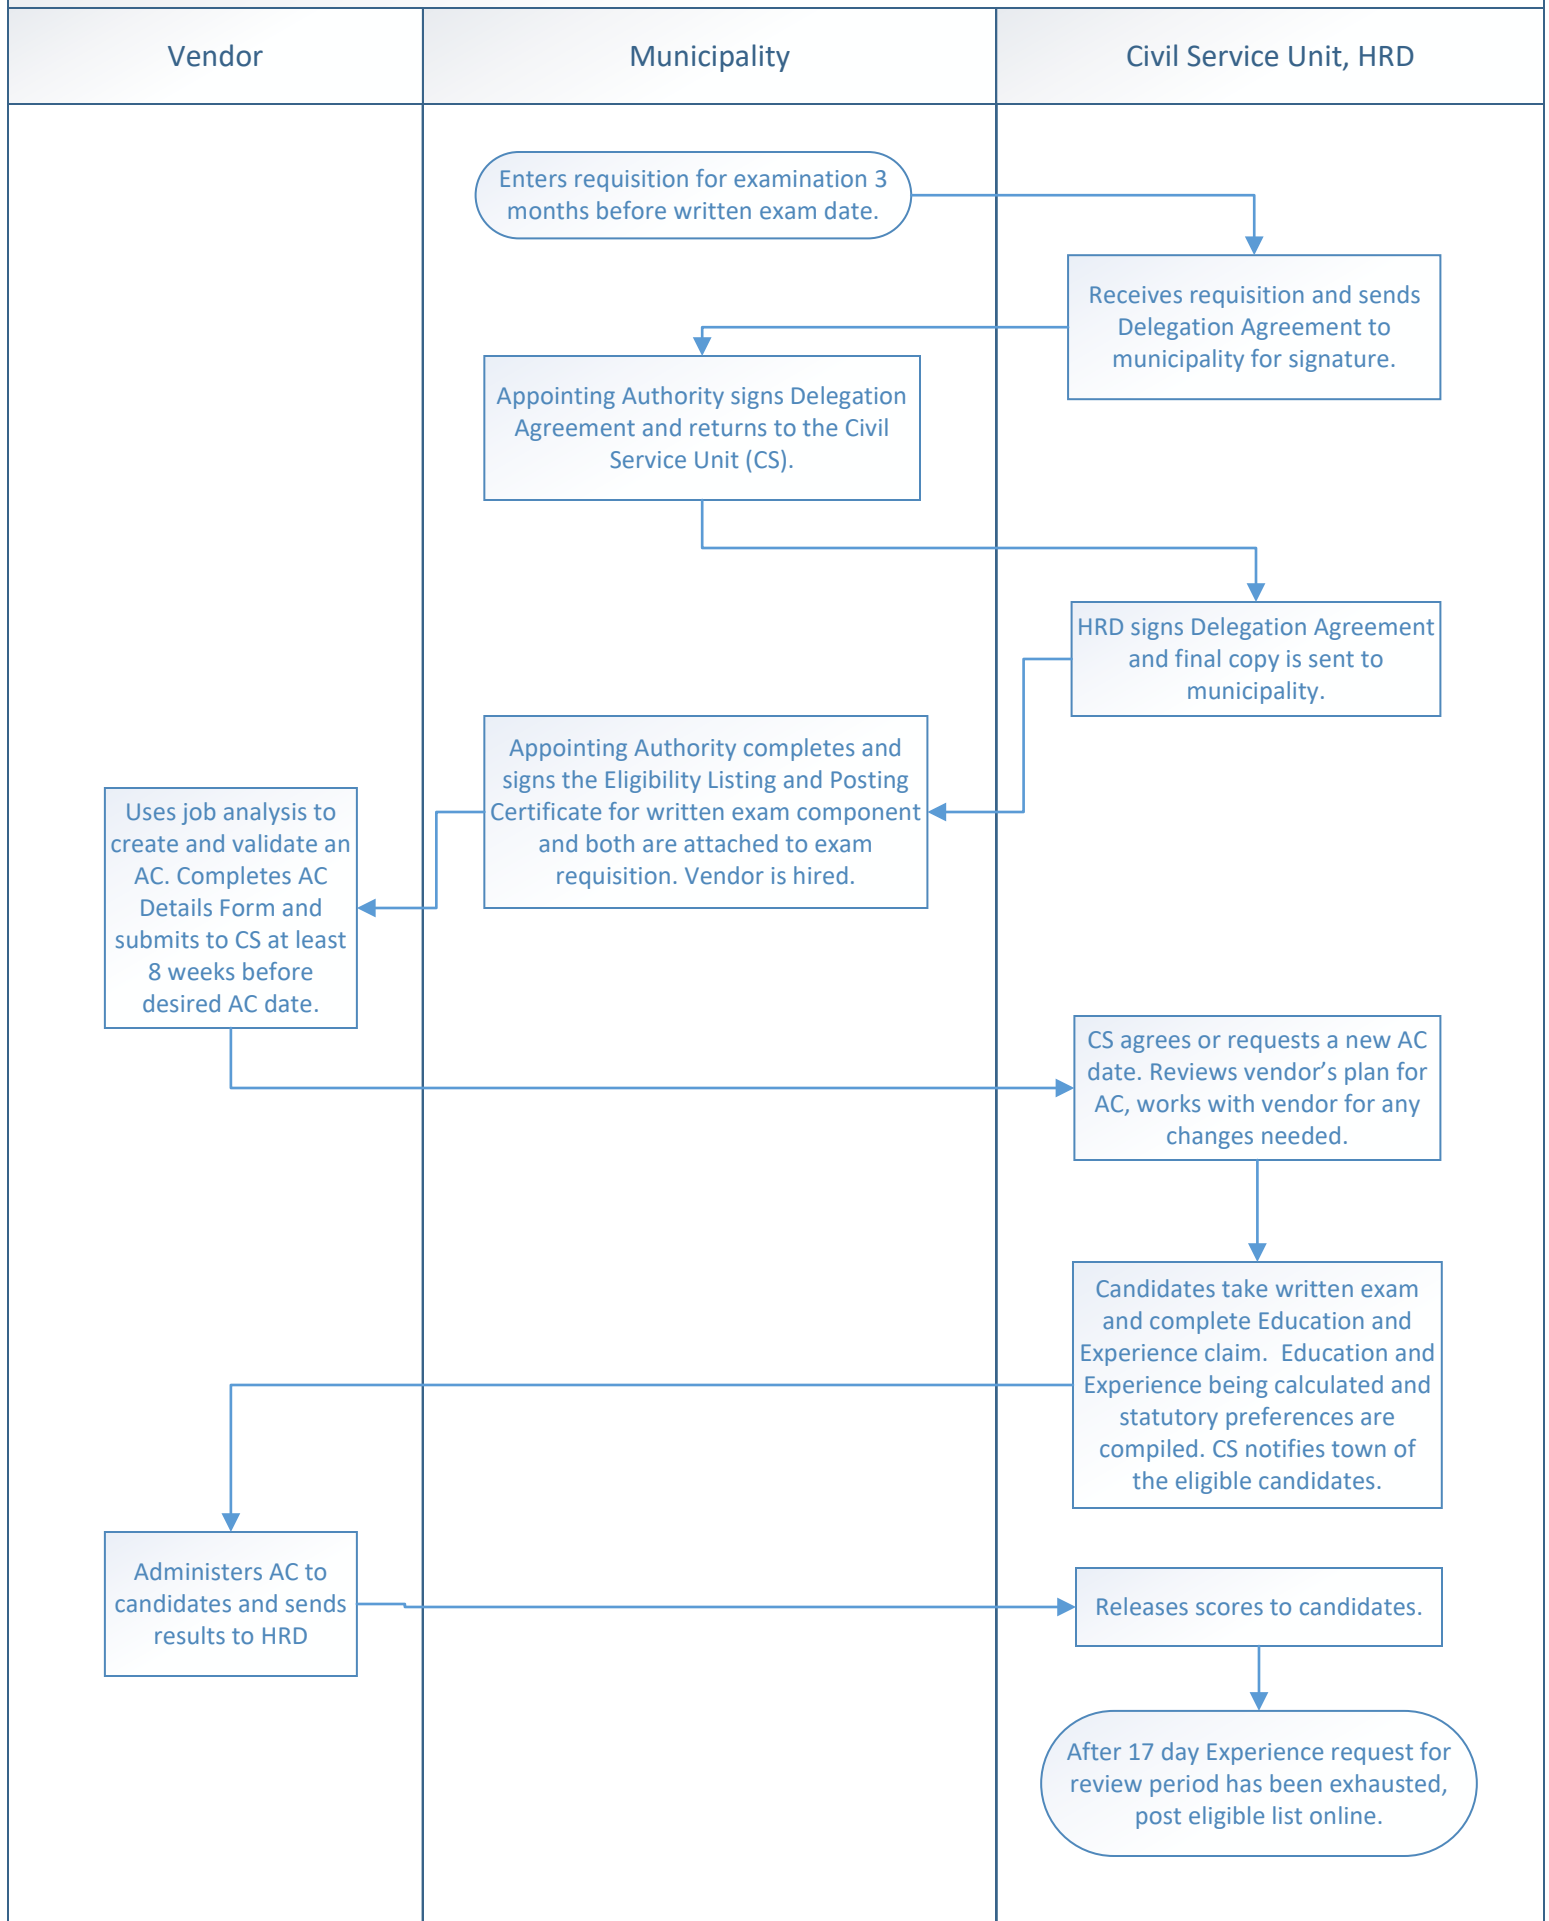 Vendor
Municipality
Civil Service Unit, HRD
Enters requisition for examination 3
months before written exam date.
Receives requisition and sends
Delegation Agreement to
municipality for signature.
Appointing Authority signs Delegation
Agreement and returns to the Civil
Service Unit (CS).
HRD signs Delegation Agreement
and final copy is sent to
municipality.
Appointing Authority completes and
signs the Eligibility Listing and Posting
Certificate for written exam component
and both are attached to exam
requisition. Vendor is hired.
Uses job analysis to
create and validate an
AC. Completes AC
Details Form and
submits to CS at least
8 weeks before
desired AC date.
CS agrees or requests a new AC
date. Reviews vendor’s plan for
AC, works with vendor for any
changes needed.
Candidates take written exam
and complete Education and
Experience claim.  Education and
Experience being calculated and
statutory preferences are
compiled. CS notifies town of
the eligible candidates.
Administers AC to
candidates and sends
results to HRD
Releases scores to candidates.
After 17 day Experience request for
review period has been exhausted,
post eligible list online.